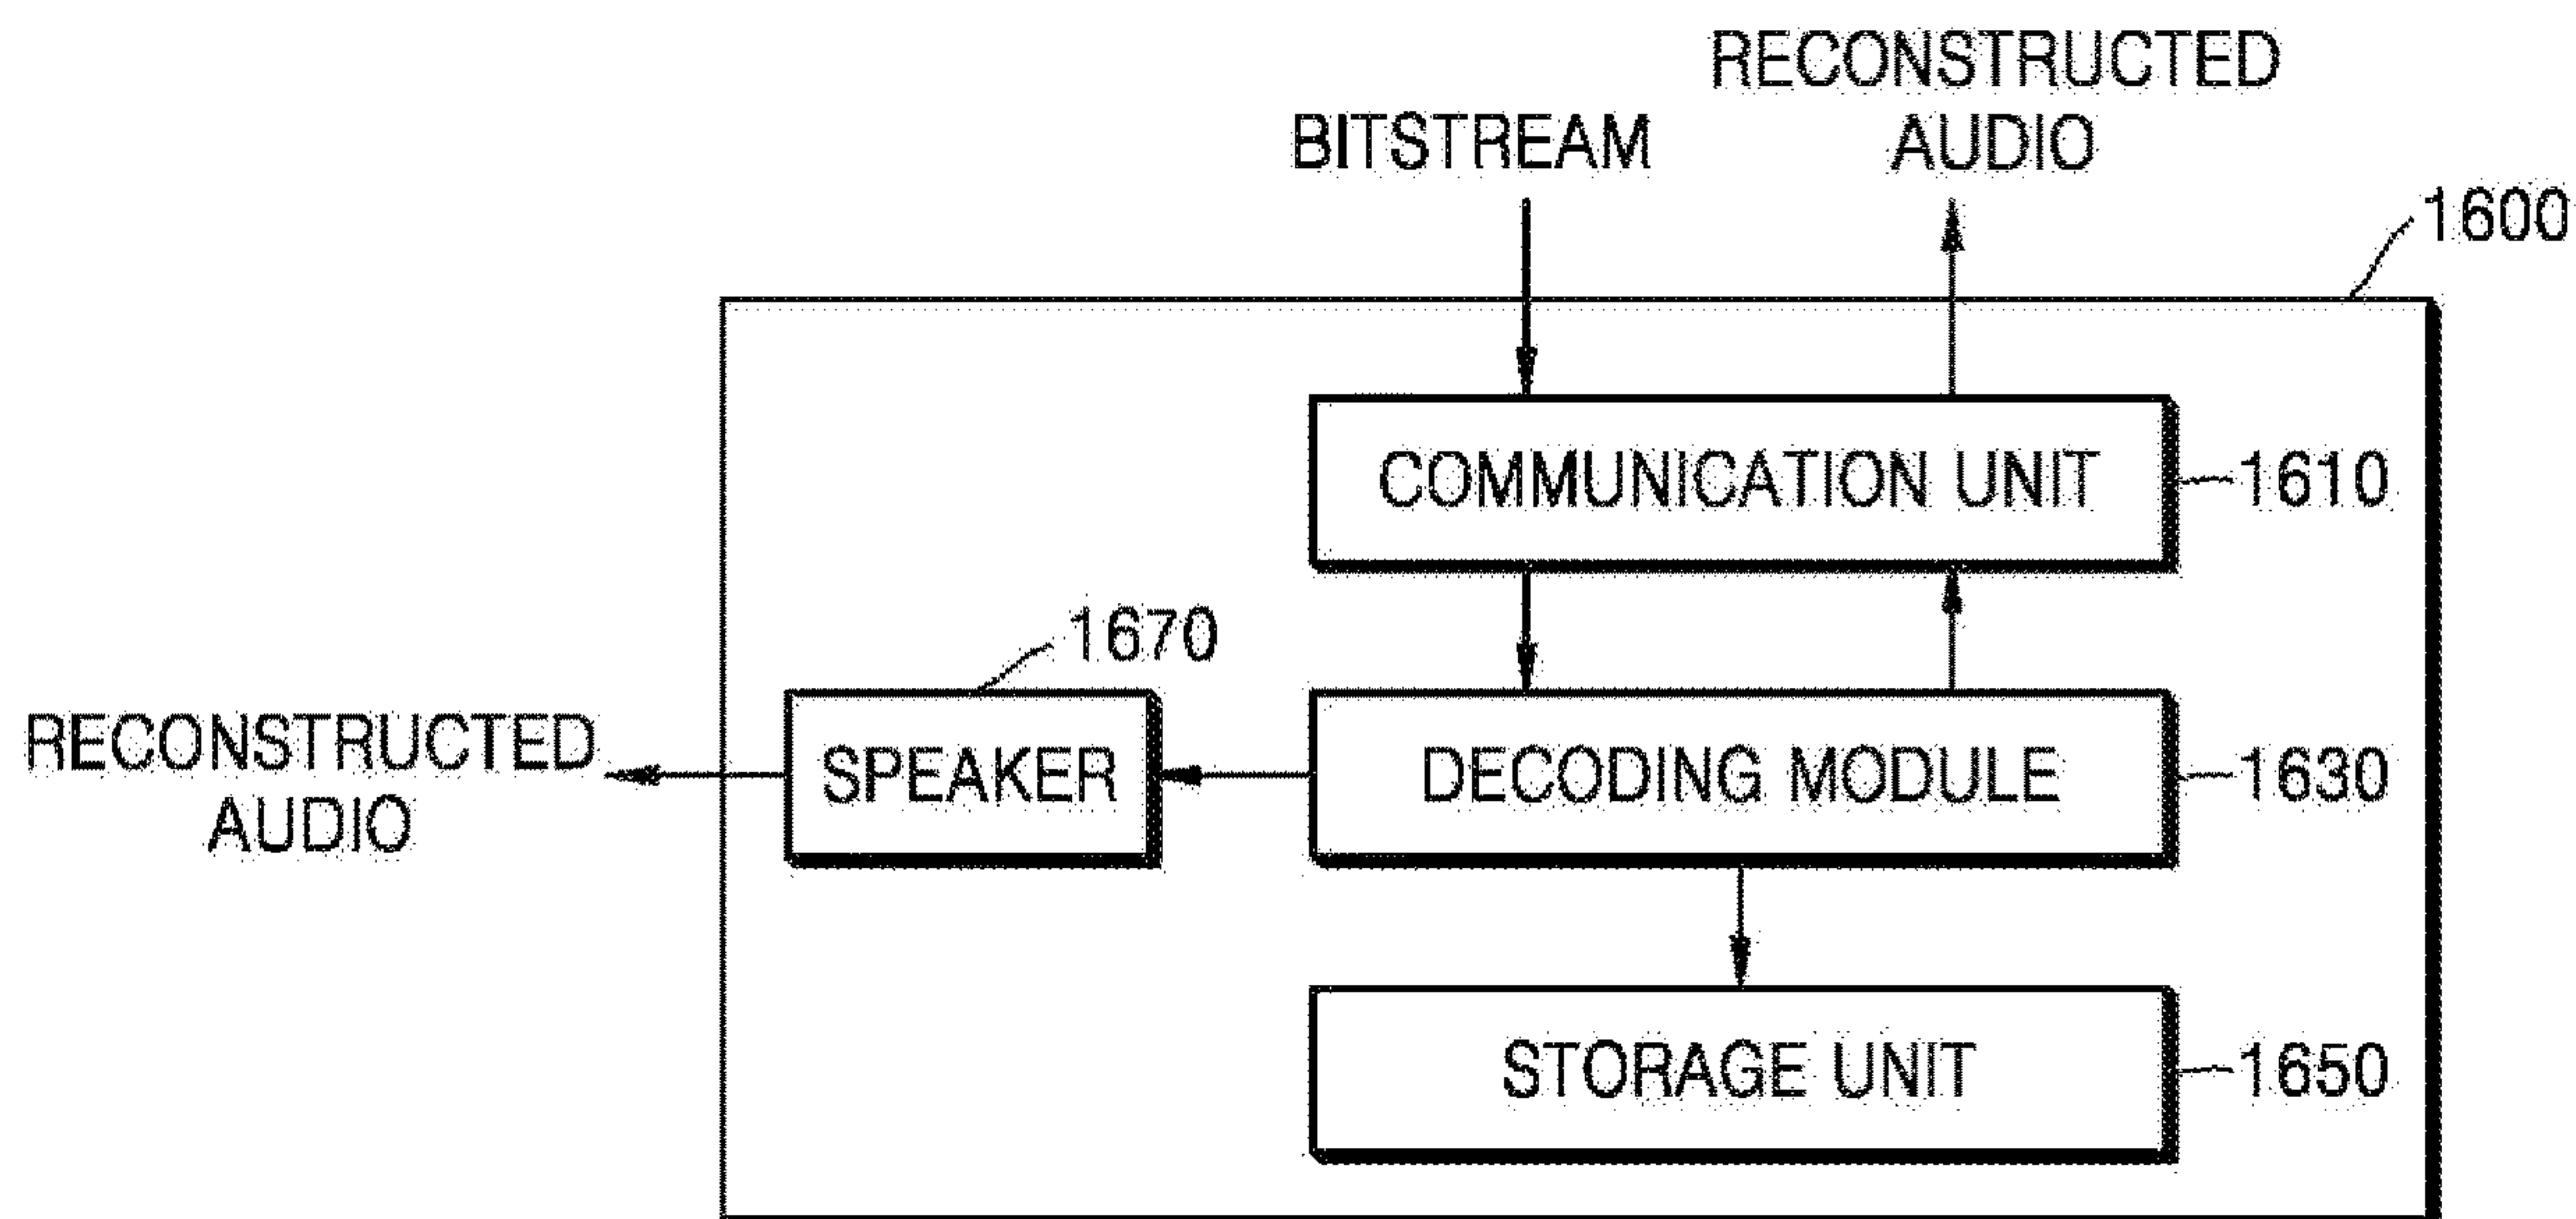 RECONSTRUCTED
AUDIO
BITSTREAM
1600
COMMUNICATION UNIT
1610
1670
RECONSTRUCTED
AUDIO
SPEAKER
DECODING MODULE
1630
STORAGE UNIT
1650